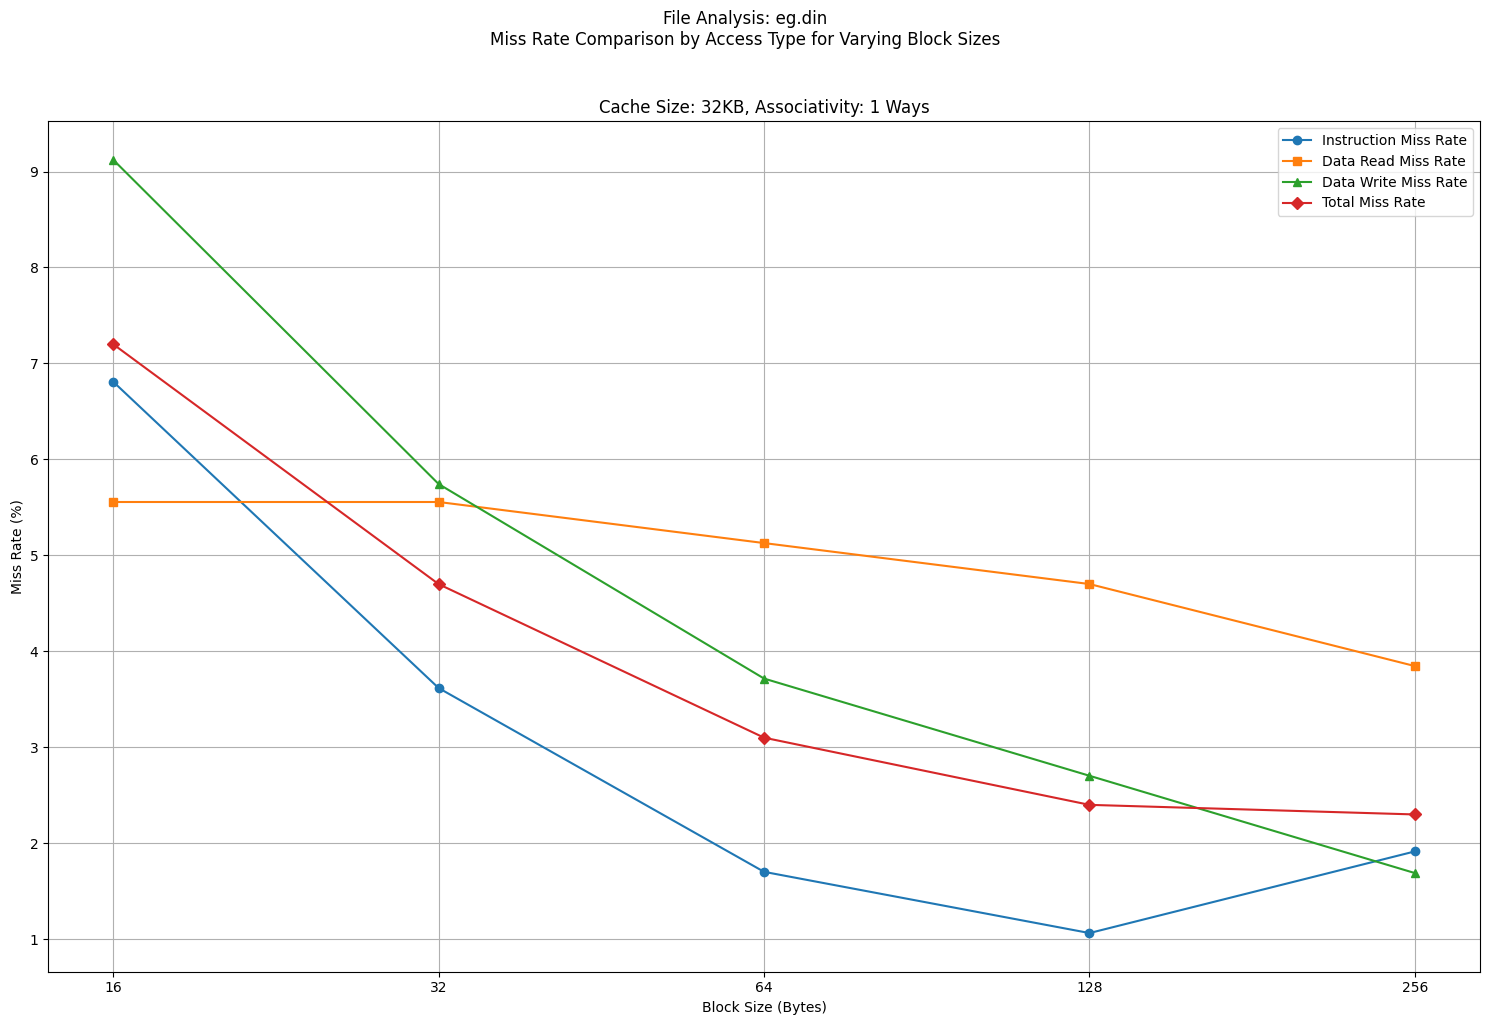 File Analysis: eg.din
Miss Rate Comparison by Access Type for Varying Block Sizes
Cache Size: 32KB, Associativity: 1 Ways
Instruction Miss Rate
Data Read Miss Rate
Data Write Miss Rate
Total Miss Rate
Miss Rate (%)
9
8
7
6
5
4
3
2
1
16 32 64 128 256
Block Size (Bytes)